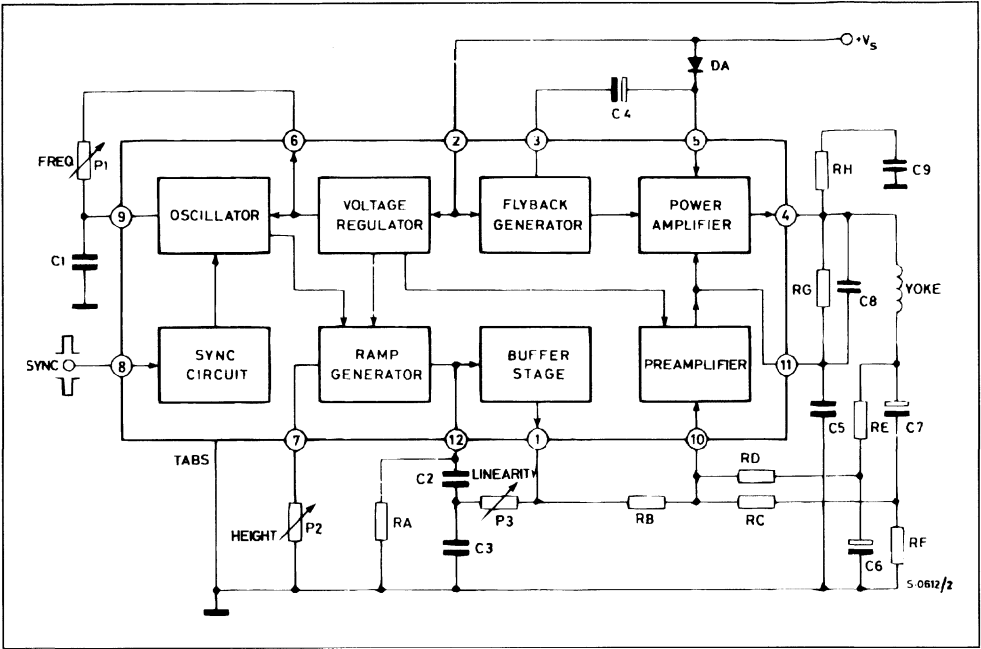 +Vs
DA
C4
6
2
3
5
FREQ P1
RH
C9
OSCILLATOR
VOLTAGE
REGULATOR
FLYBACK
GENERATOR
POWER
AMPLIFIER
9
4
C1
RG
C8
YOKE
SYNC
8
SYNC
CIRCUIT
RAMP
GENERATOR
BUFFER
STAGE
PREAMPLIFIER
11
C5
RE
C7
7
12
1
10
TABS
C2
LINEARITY
RD
HEIGHT
P2
RA
P3
RB
RC
C3
C6
RF
S-0612/2